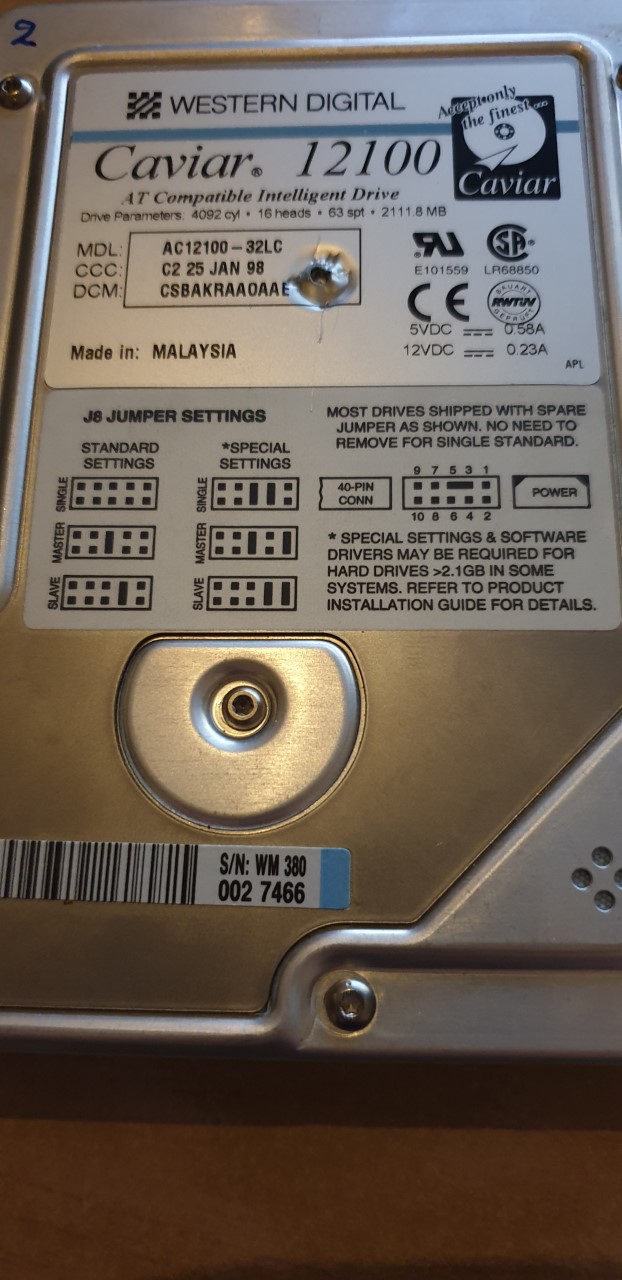 2
WESTERN DIGITAL
Accept only
the finest...
Caviar
Caviar® 12100
AT Compatible Intelligent Drive
Drive Parameters: 4092 cyl • 16 heads • 63 spt • 2111.8 MB
MDL: AC12100-32LC
CCC: C2 25 JAN 98
DCM: CSBAKRAAOAAE
E101559
LR68850
CE
BAUART
RWTÜV
GEPRÜFT
5VDC 0.58A
12VDC 0.23A
Made in: MALAYSIA
APL
J8 JUMPER SETTINGS
STANDARD
SETTINGS
*SPECIAL
SETTINGS
SINGLE
SINGLE
MASTER
MASTER
SLAVE
SLAVE
MOST DRIVES SHIPPED WITH SPARE
JUMPER AS SHOWN. NO NEED TO
REMOVE FOR SINGLE STANDARD.
9 7 5 3 1
40-PIN
CONN
POWER
10 8 6 4 2
* SPECIAL SETTINGS & SOFTWARE
DRIVERS MAY BE REQUIRED FOR
HARD DRIVES >2.1GB IN SOME
SYSTEMS. REFER TO PRODUCT
INSTALLATION GUIDE FOR DETAILS.
S/N: WM 380
002 7466